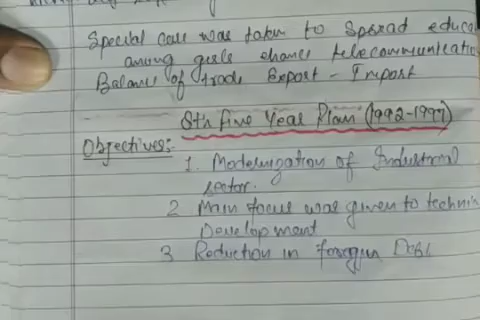 Special care was taken to Spread educa
among girls chance telecommunicatio
Balance of trade Export - Import
8th five Year Plan (1992-1997)
Objectives:-
1. Modernization of Industrial
sector.
2 Main focus was given to techni
Development
3 Reduction in foreign Debt